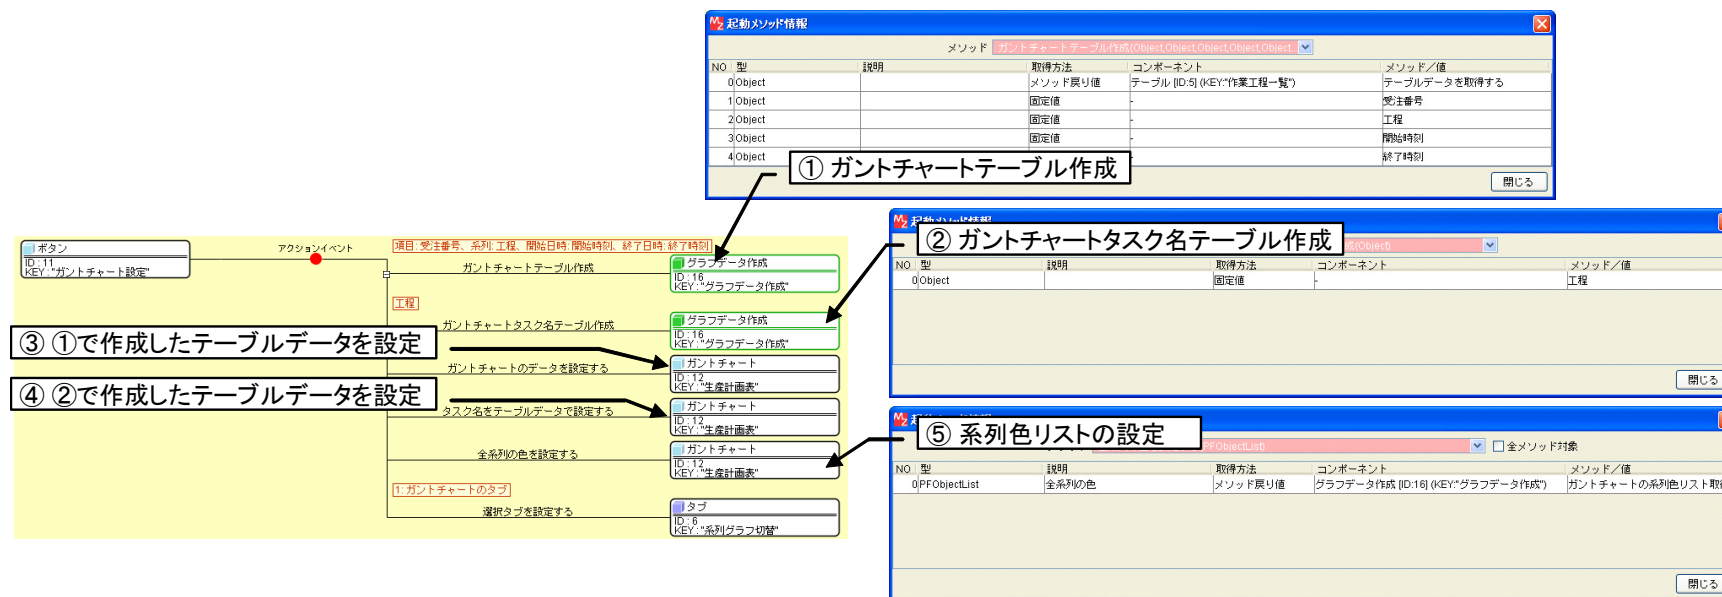 起動メソッド情報
メソッド ガントチャートテーブル作成(Object,Object,Object,Object,Object
NO 型 説明 取得方法 コンポーネント メソッド／値
0 Object メソッド戻り値 テーブル [ID:5] (KEY:"作業工程一覧") テーブルデータを取得する
1 Object 固定値 - 受注番号
2 Object 固定値 - 工程
3 Object 固定値 - 開始時刻
4 Object - 終了時刻
① ガントチャートテーブル作成
閉じる
ボタン
ID : 11
KEY : "ガントチャート設定"
アクションイベント
項目: 受注番号、系列: 工程、開始日時: 開始時刻、終了日時: 終了時刻
ガントチャートテーブル作成
グラフデータ作成
ID : 16
KEY : "グラフデータ作成"
工程
ガントチャートタスク名テーブル作成
グラフデータ作成
ID : 16
KEY : "グラフデータ作成"
③ ①で作成したテーブルデータを設定
ガントチャートのデータを設定する
ガントチャート
ID : 12
KEY : "生産計画表"
④ ②で作成したテーブルデータを設定
タスク名をテーブルデータで設定する
ガントチャート
ID : 12
KEY : "生産計画表"
全系列の色を設定する
ガントチャート
ID : 12
KEY : "生産計画表"
1: ガントチャートのタブ
選択タブを設定する
タブ
ID : 6
KEY : "系列グラフ切替"
② ガントチャートタスク名テーブル作成
(Object)
NO 型 説明 取得方法 コンポーネント メソッド／値
0 Object 固定値 - 工程
閉じる
⑤ 系列色リストの設定
PFObjectList) 全メソッド対象
NO 型 説明 取得方法 コンポーネント メソッド／値
0 PFObjectList 全系列の色 メソッド戻り値 グラフデータ作成 [ID:16] (KEY:"グラフデータ作成") ガントチャートの系列色リスト取
閉じる